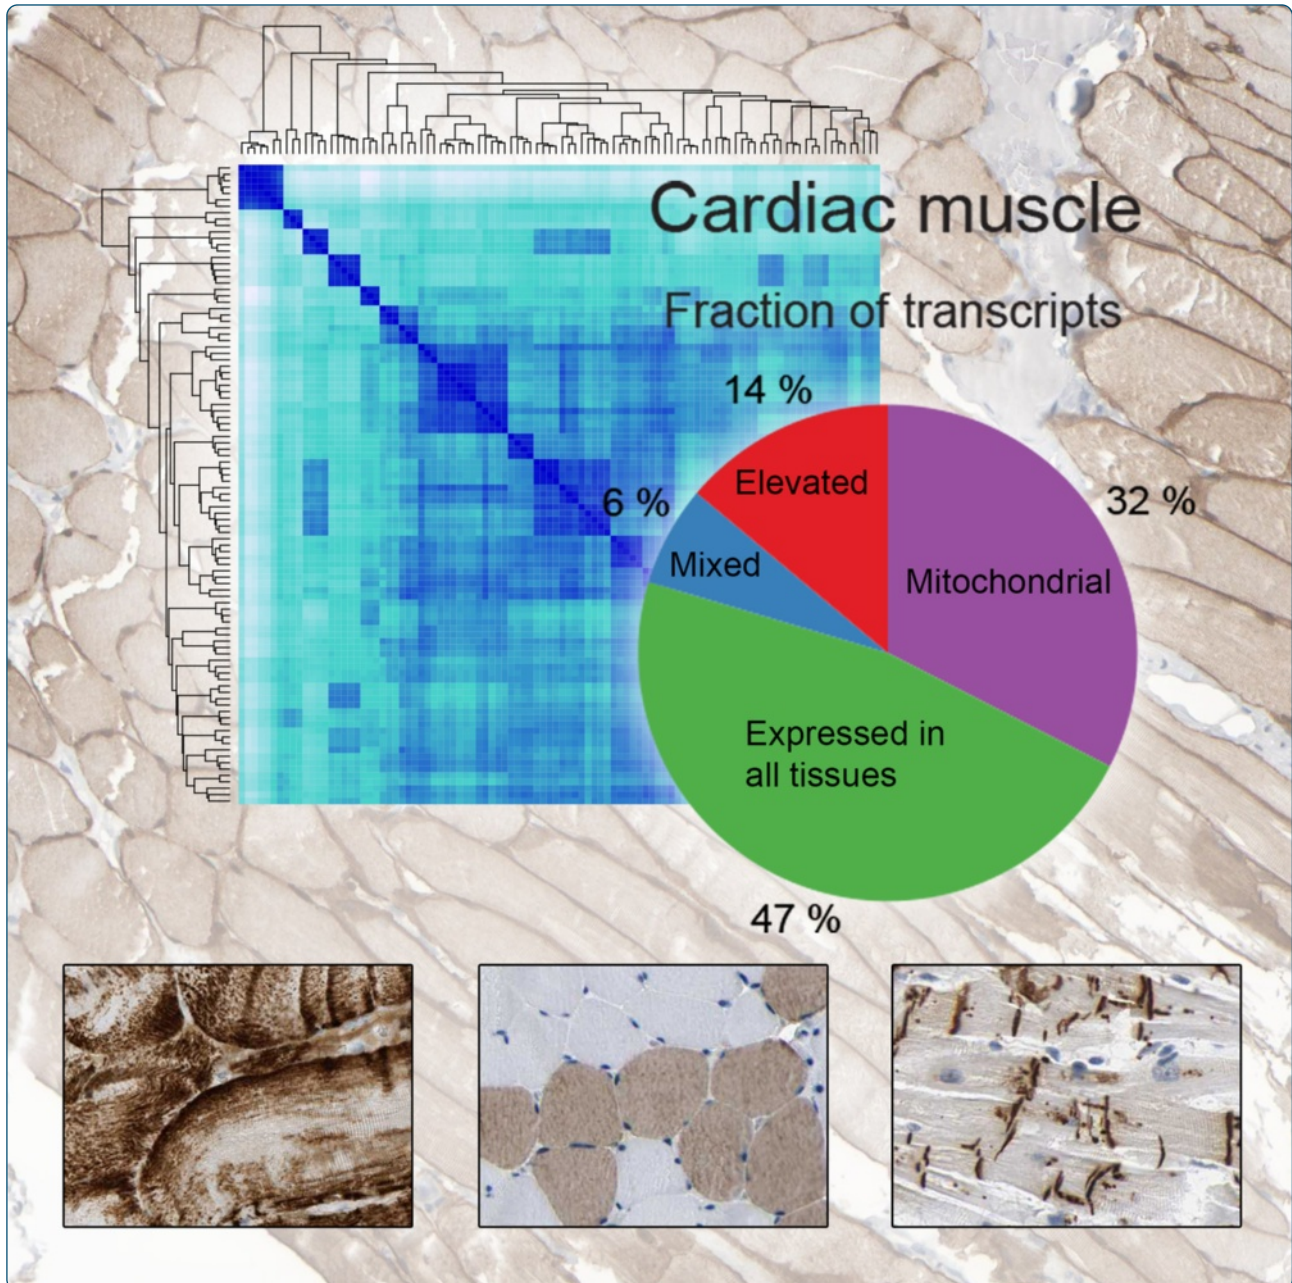 Cardiac muscle
Fraction of transcripts
14 %
Elevated
6 %
32 %
Mixed
Mitochondrial
Expressed in
all tissues
47 %